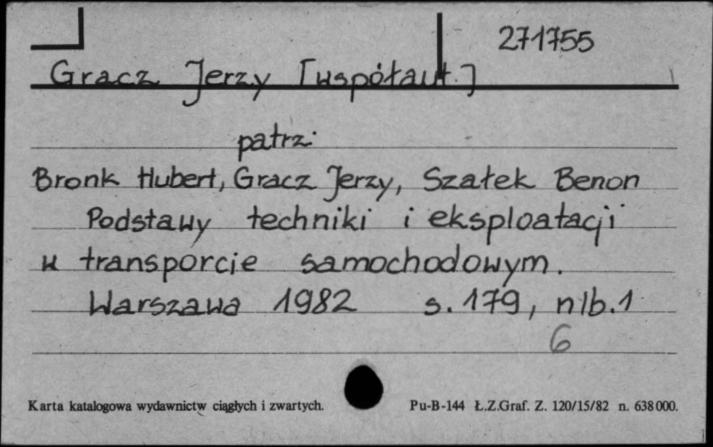 271755
Gracz Jerzy [współaut.]
patrz:
Bronk Hubert, Gracz Jerzy, Szałek Benon
Podstawy techniki i eksploatacji
w transporcie samochodowym.
Warszawa 1982 s. 179, nlb. 1
6
Karta katalogowa wydawnictw ciągłych i zwartych. Pu-B-144 Ł.Z.Graf. Z. 120/15/82 n. 638000.